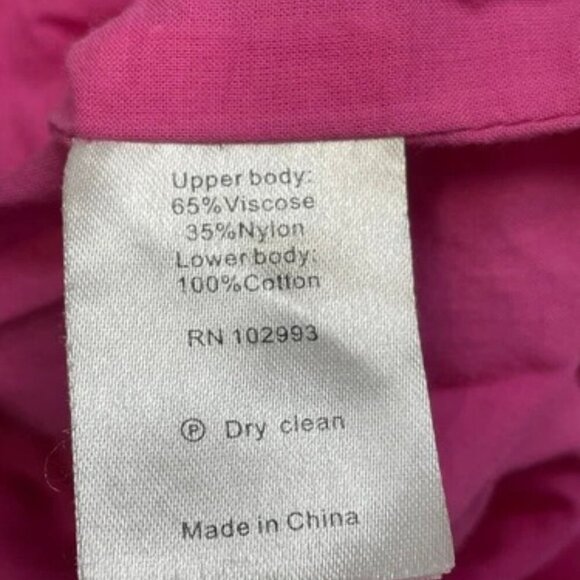 Upper body:
65%Viscose
35%Nylon
Lower body:
100%Cotton
RN 102993
Ⓟ Dry clean
Made in China